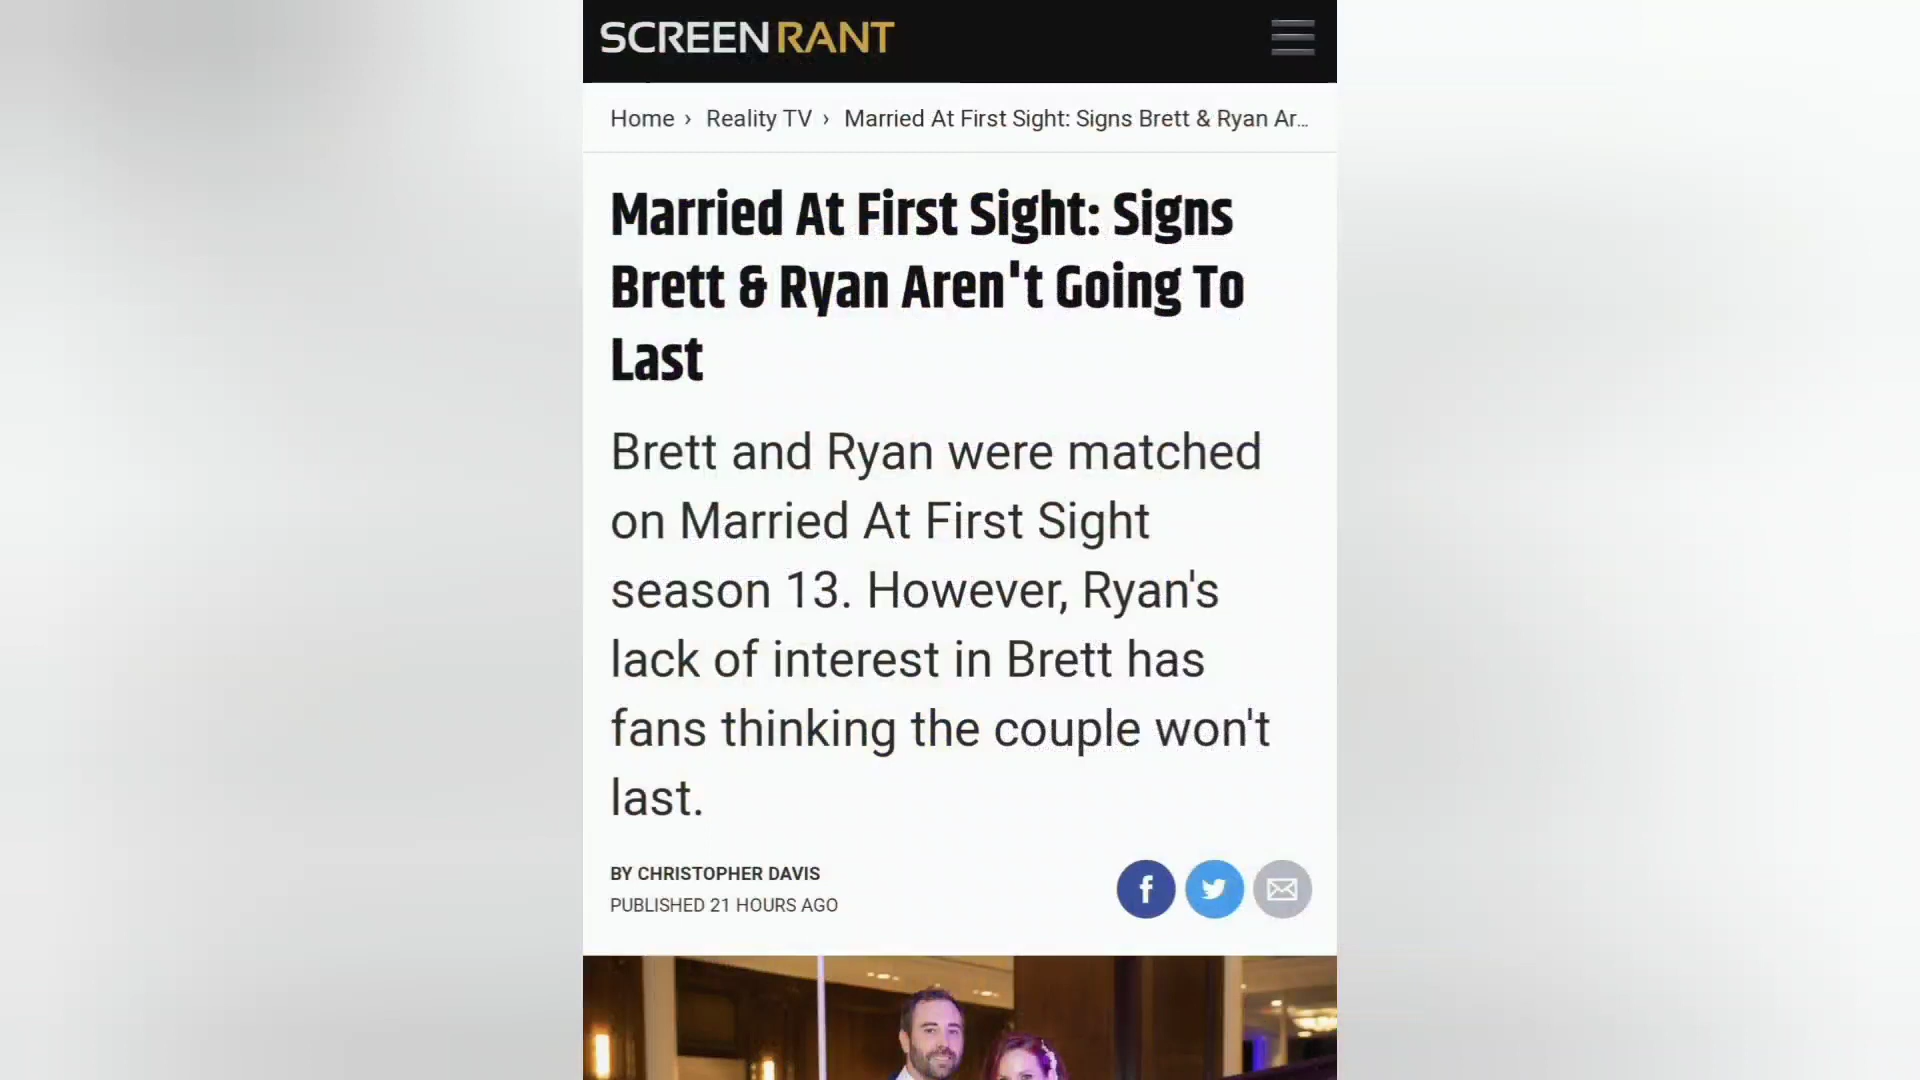 SCREENRANT
Home › Reality TV › Married At First Sight: Signs Brett & Ryan Ar...
Married At First Sight: Signs
Brett & Ryan Aren't Going To
Last
Brett and Ryan were matched
on Married At First Sight
season 13. However, Ryan's
lack of interest in Brett has
fans thinking the couple won't
last.
BY CHRISTOPHER DAVIS
PUBLISHED 21 HOURS AGO